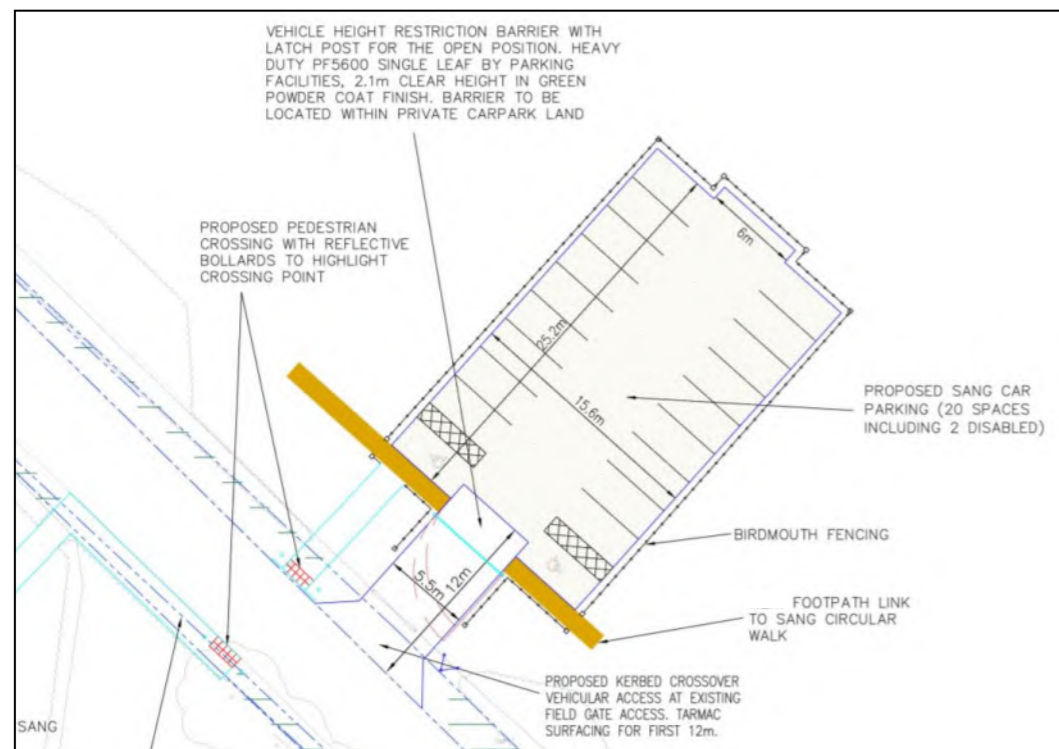 VEHICLE HEIGHT RESTRICTION BARRIER WITH
LATCH POST FOR THE OPEN POSITION. HEAVY
DUTY PF5600 SINGLE LEAF BY PARKING
FACILITIES, 2.1m CLEAR HEIGHT IN GREEN
POWDER COAT FINISH. BARRIER TO BE
LOCATED WITHIN PRIVATE CARPARK LAND
PROPOSED PEDESTRIAN
CROSSING WITH REFLECTIVE
BOLLARDS TO HIGHLIGHT
CROSSING POINT
6m
25.2m
15.6m
PROPOSED SANG CAR
PARKING (20 SPACES
INCLUDING 2 DISABLED)
BIRDMOUTH FENCING
5.5m
12m
FOOTPATH LINK
TO SANG CIRCULAR
WALK
PROPOSED KERBED CROSSOVER
VEHICULAR ACCESS AT EXISTING
FIELD GATE ACCESS. TARMAC
SURFACING FOR FIRST 12m.
SANG